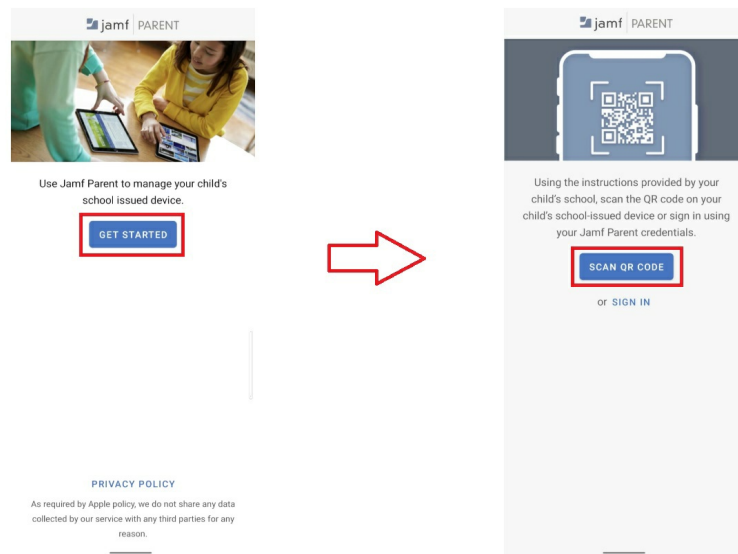 jamf PARENT
Use Jamf Parent to manage your child's
school issued device.
GET STARTED
PRIVACY POLICY
As required by Apple policy, we do not share any data
collected by our service with any third parties for any
reason.
jamf PARENT
Using the instructions provided by your
child's school, scan the QR code on your
child's school-issued device or sign in using
your Jamf Parent credentials.
SCAN QR CODE
or SIGN IN